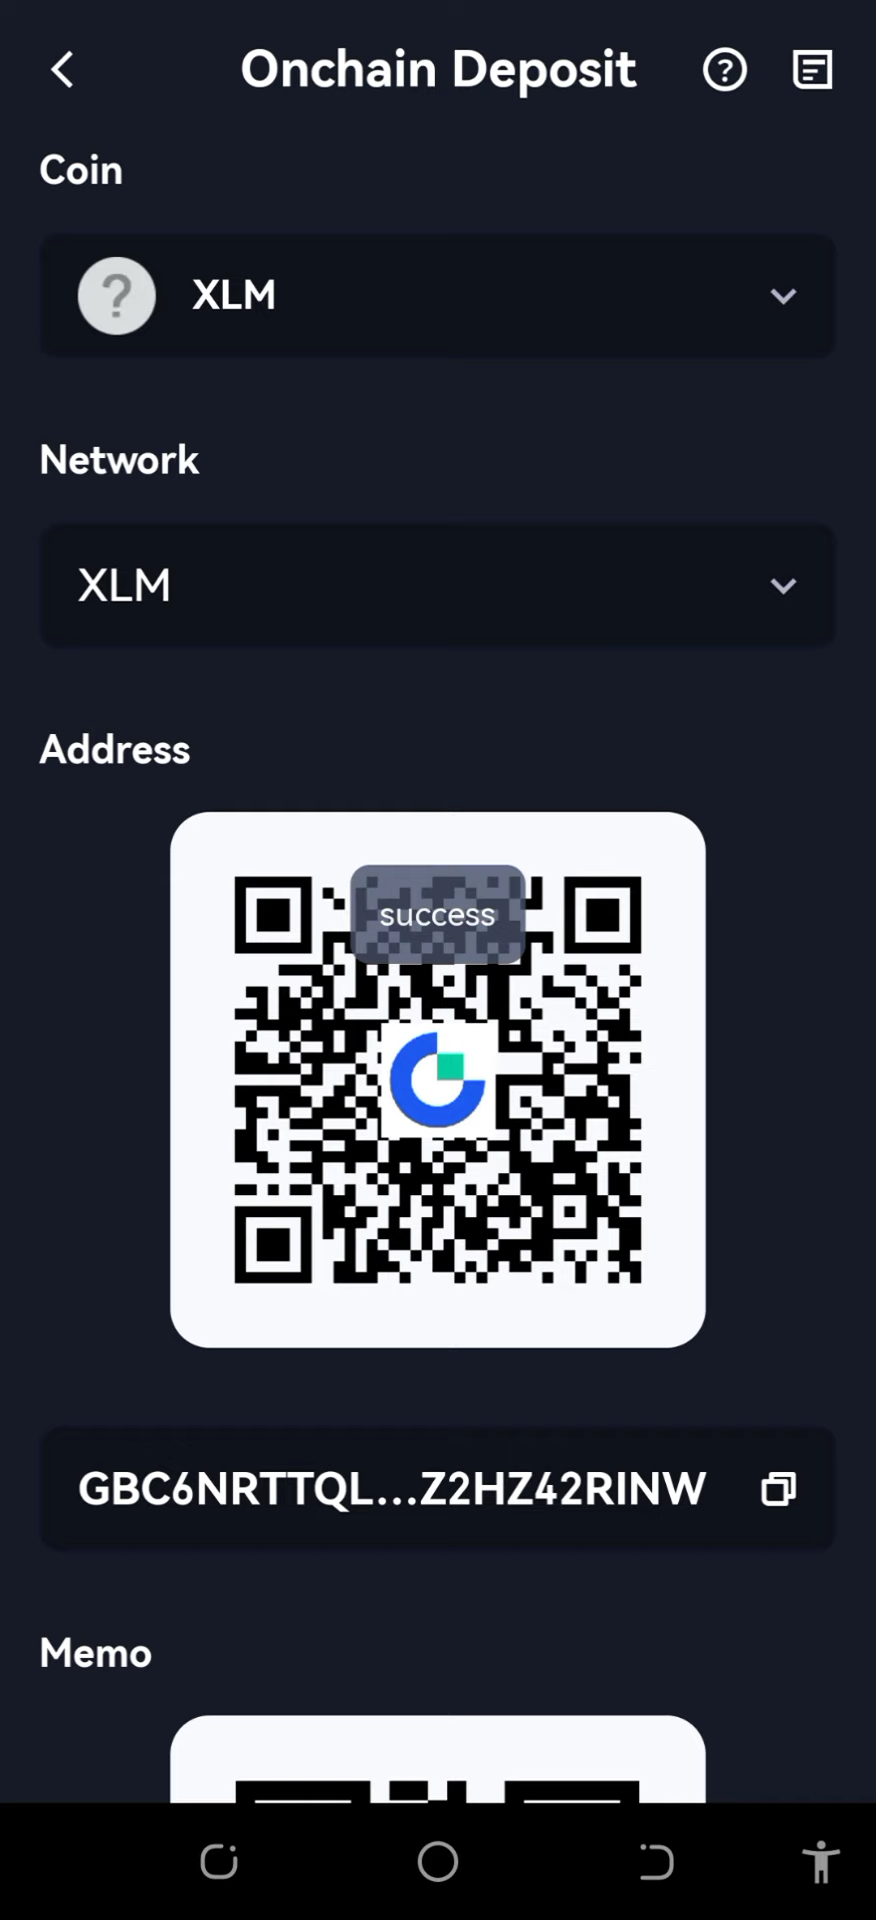 Onchain Deposit
Coin
XLM
Network
XLM
Address
success
GBC6NRTTQL...Z2HZ42RINW
Memo